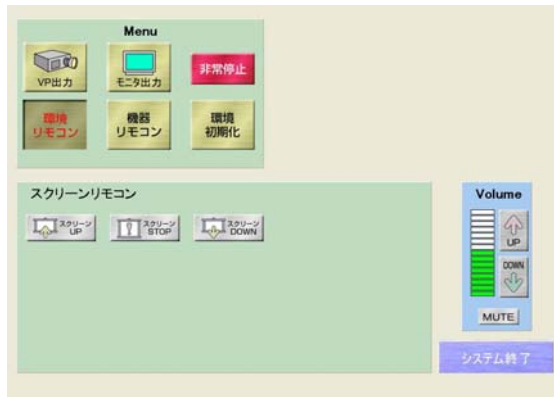 Menu
VP出力
モニタ出力
非常停止
環境
リモコン
機器
リモコン
環境
初期化
スクリーンリモコン
スクリーン
UP
スクリーン
STOP
スクリーン
DOWN
Volume
UP
DOWN
MUTE
システム終了